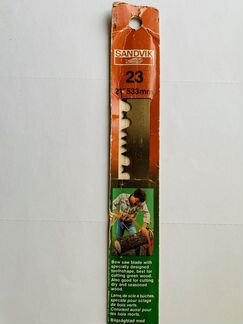 SANDVIK
23
21" 533mm
Bow saw blade with
specially designed
toothshape, best for
cutting green wood.
Also good for cutting
dry and seasoned
wood.
Lame de scie à bûches,
spéciale pour sciage
de bois verts.
Convient aussi pour
les bois morts.
Bågsågblad med